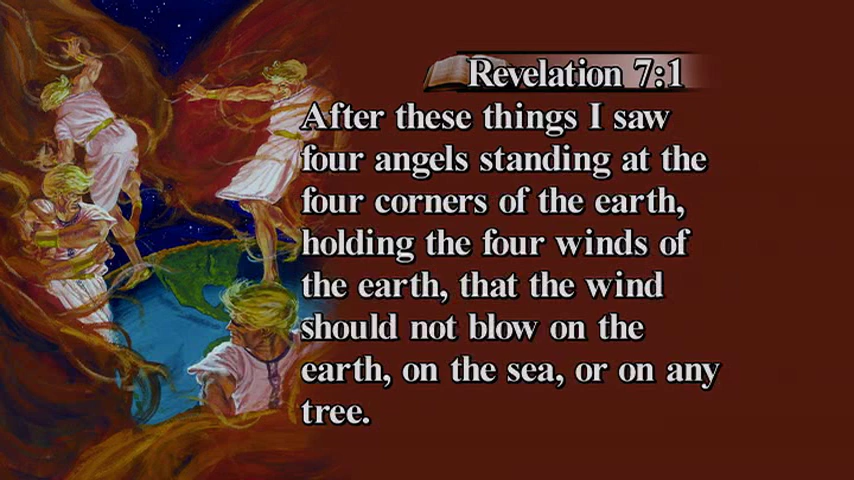 Revelation 7:1
After these things I saw
four angels standing at the
four corners of the earth,
holding the four winds of
the earth, that the wind
should not blow on the
earth, on the sea, or on any
tree.